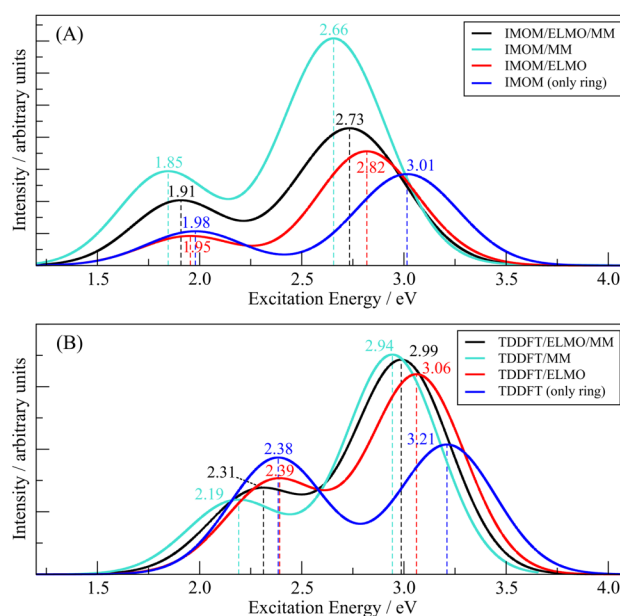 (A)
IMOM/ELMO/MM
IMOM/MM
IMOM/ELMO
IMOM (only ring)
2.66
2.73
2.82
3.01
1.85
1.91
1.98
1.95
Intensity / arbitrary units
1.5 2.0 2.5 3.0 3.5 4.0
Excitation Energy / eV
(B)
TDDFT/ELMO/MM
TDDFT/MM
TDDFT/ELMO
TDDFT (only ring)
2.94
2.99
3.06
3.21
2.38
2.31
2.39
2.19
Intensity / arbitrary units
1.5 2.0 2.5 3.0 3.5 4.0
Excitation Energy / eV